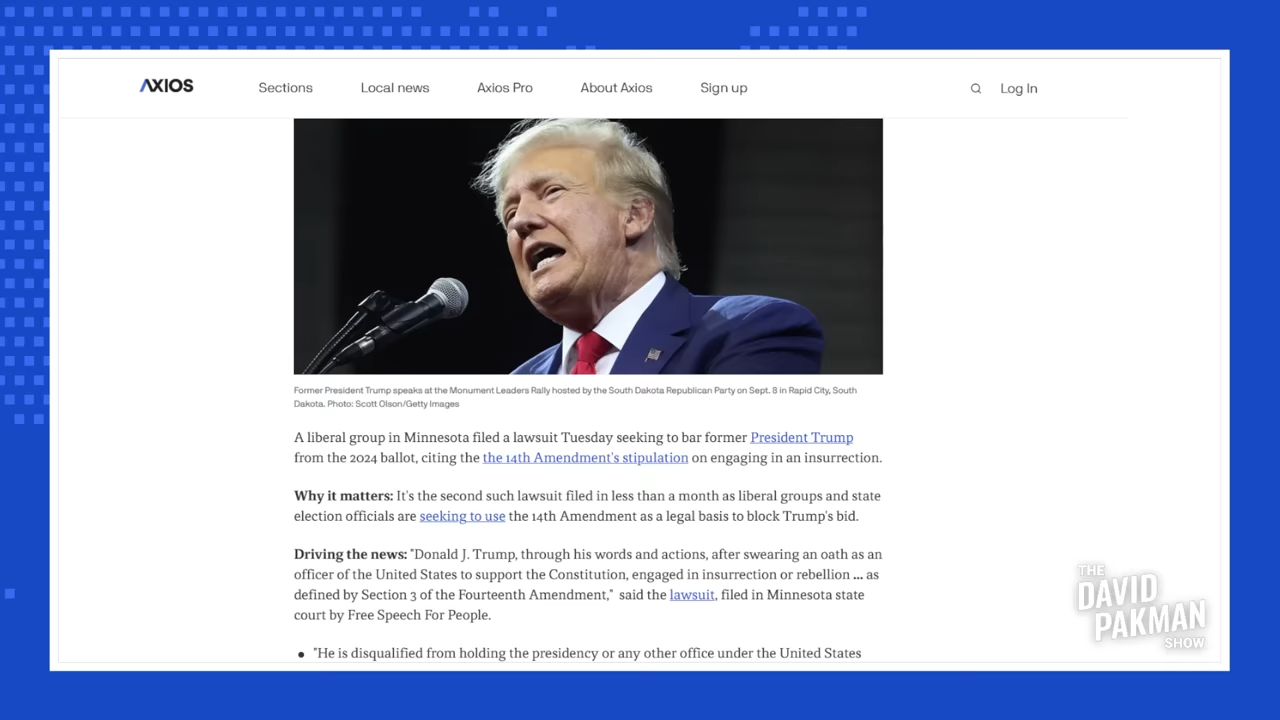 AXIOS
Sections Local news Axios Pro About Axios Sign up Log In
Former President Trump speaks at the Monument Leaders Rally hosted by the South Dakota Republican Party on Sept. 8 in Rapid City, South
Dakota. Photo: Scott Olson/Getty Images
A liberal group in Minnesota filed a lawsuit Tuesday seeking to bar former President Trump
from the 2024 ballot, citing the the 14th Amendment's stipulation on engaging in an insurrection.
Why it matters: It's the second such lawsuit filed in less than a month as liberal groups and state
election officials are seeking to use the 14th Amendment as a legal basis to block Trump's bid.
Driving the news: "Donald J. Trump, through his words and actions, after swearing an oath as an
officer of the United States to support the Constitution, engaged in insurrection or rebellion ... as
defined by Section 3 of the Fourteenth Amendment," said the lawsuit, filed in Minnesota state
court by Free Speech For People.
• "He is disqualified from holding the presidency or any other office under the United States
THE
DAVID
PAKMAN
SHOW